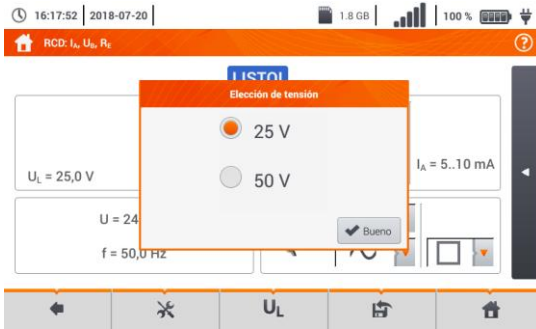 16:17:52 2018-07-20 1.8 GB 100 %
RCD: IA, UB, RE
¡LISTO!
Elección de tensión
25 V
50 V
UL = 25,0 V
IA = 5..10 mA
U = 24
Bueno
f = 50,0 Hz
UL